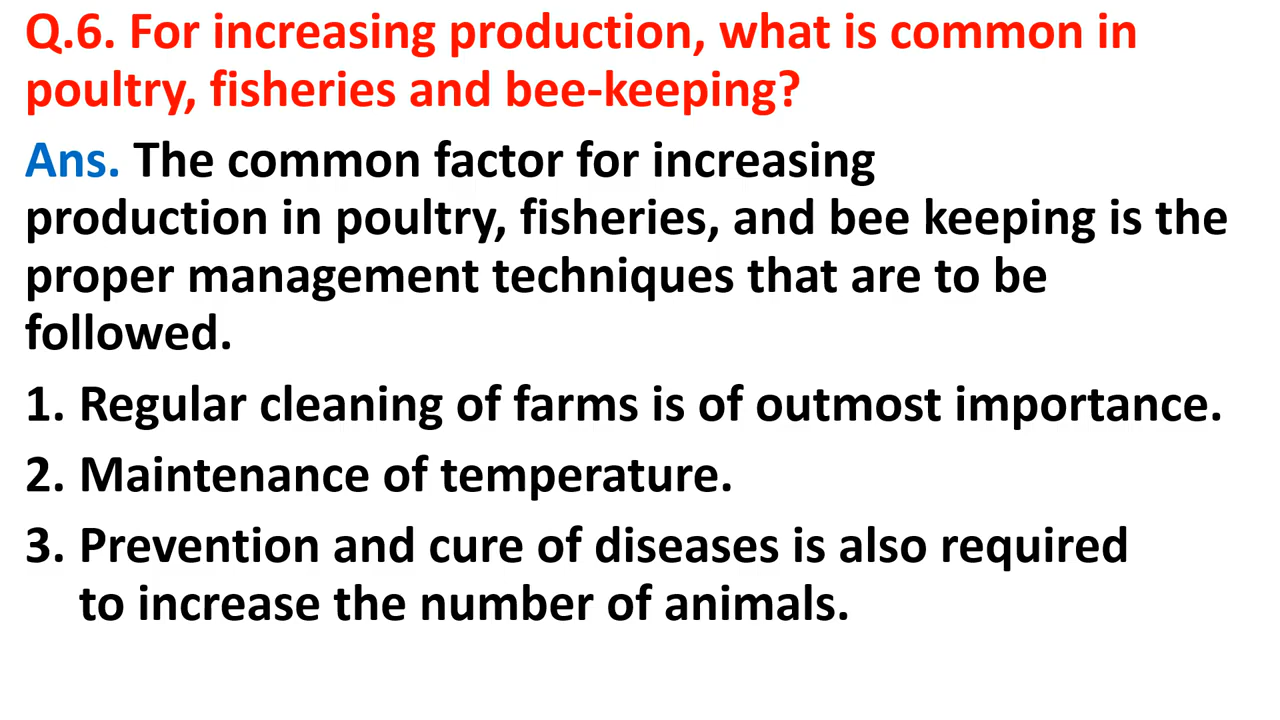 Q.6. For increasing production, what is common in
poultry, fisheries and bee-keeping?
Ans. The common factor for increasing
production in poultry, fisheries, and bee keeping is the
proper management techniques that are to be
followed.
1. Regular cleaning of farms is of outmost importance.
2. Maintenance of temperature.
3. Prevention and cure of diseases is also required
to increase the number of animals.